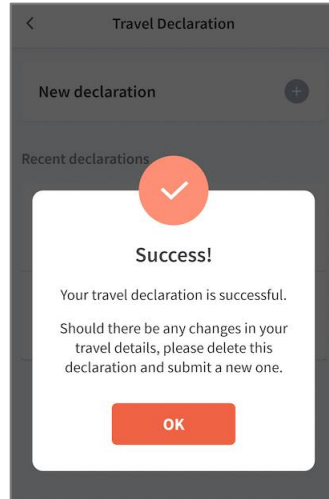 Travel Declaration
New declaration
Recent declarations
Success!
Your travel declaration is successful.
Should there be any changes in your
travel details, please delete this
declaration and submit a new one.
OK